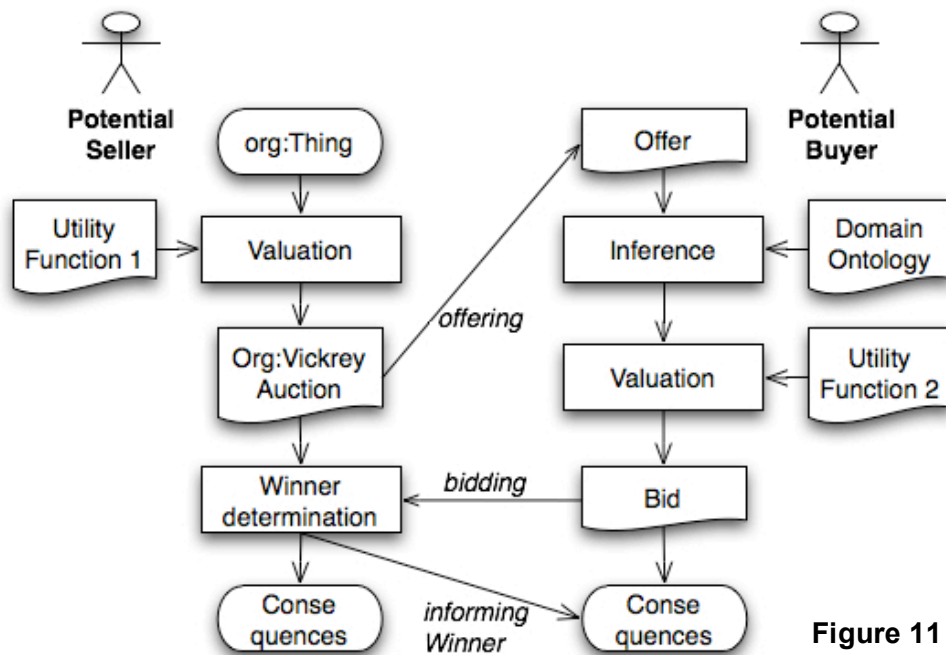 Potential
Seller
org:Thing
Utility
Function 1
Valuation
Org:Vickrey
Auction
Winner
determination
Conse
quences
offering
bidding
informing
Winner
Potential
Buyer
Offer
Inference
Domain
Ontology
Valuation
Utility
Function 2
Bid
Conse
quences
Figure 11